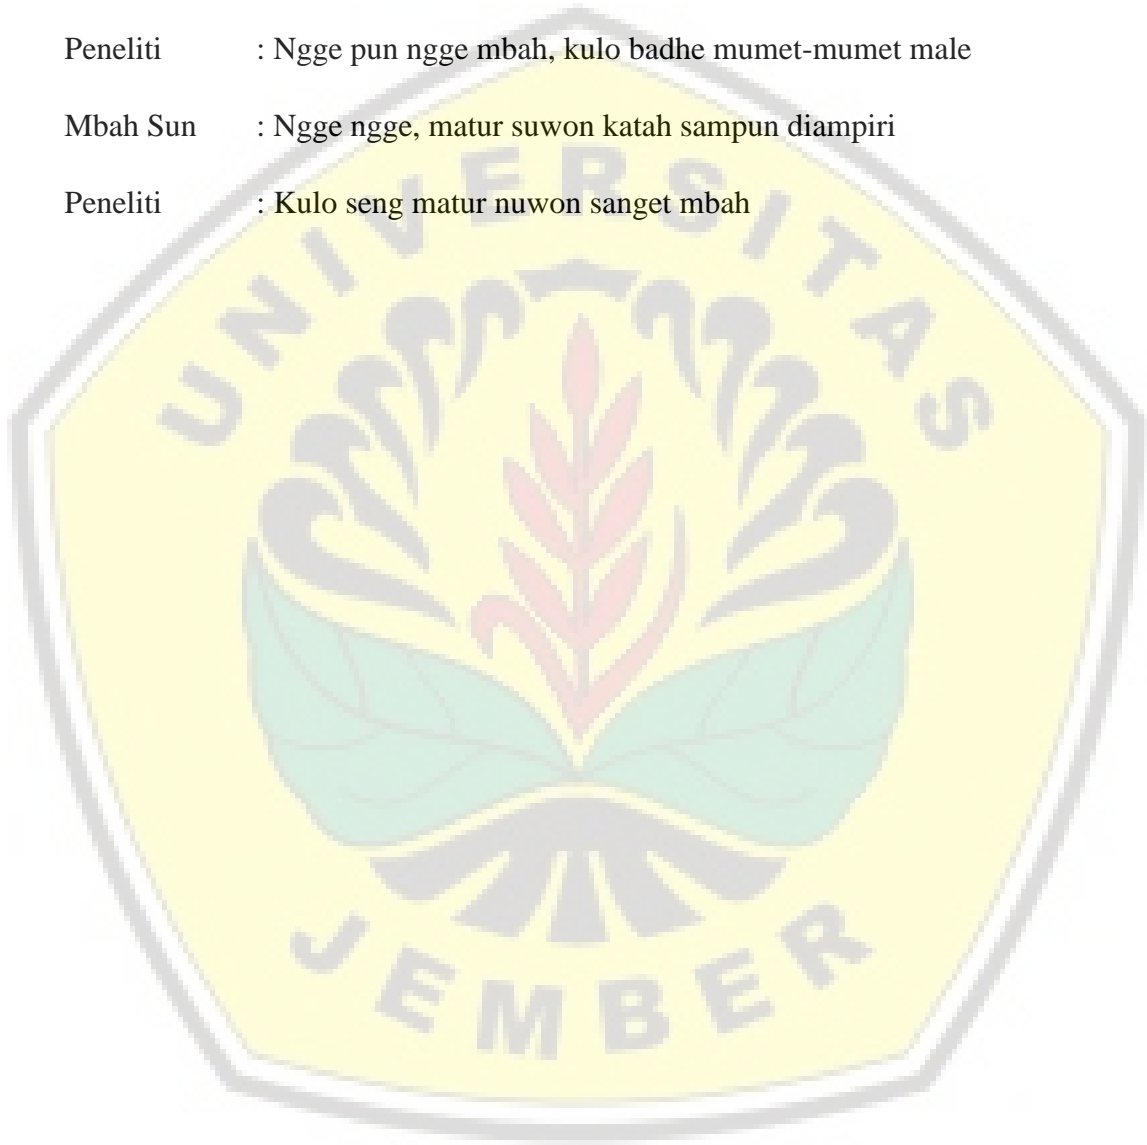 Peneliti : Ngge pun ngge mbah, kulo badhe mumet-mumet male
Mbah Sun : Ngge ngge, matur suwon katah sampun diampiri
Peneliti : Kulo seng matur nuwon sanget mbah
UNIVERSITAS
JEMBER